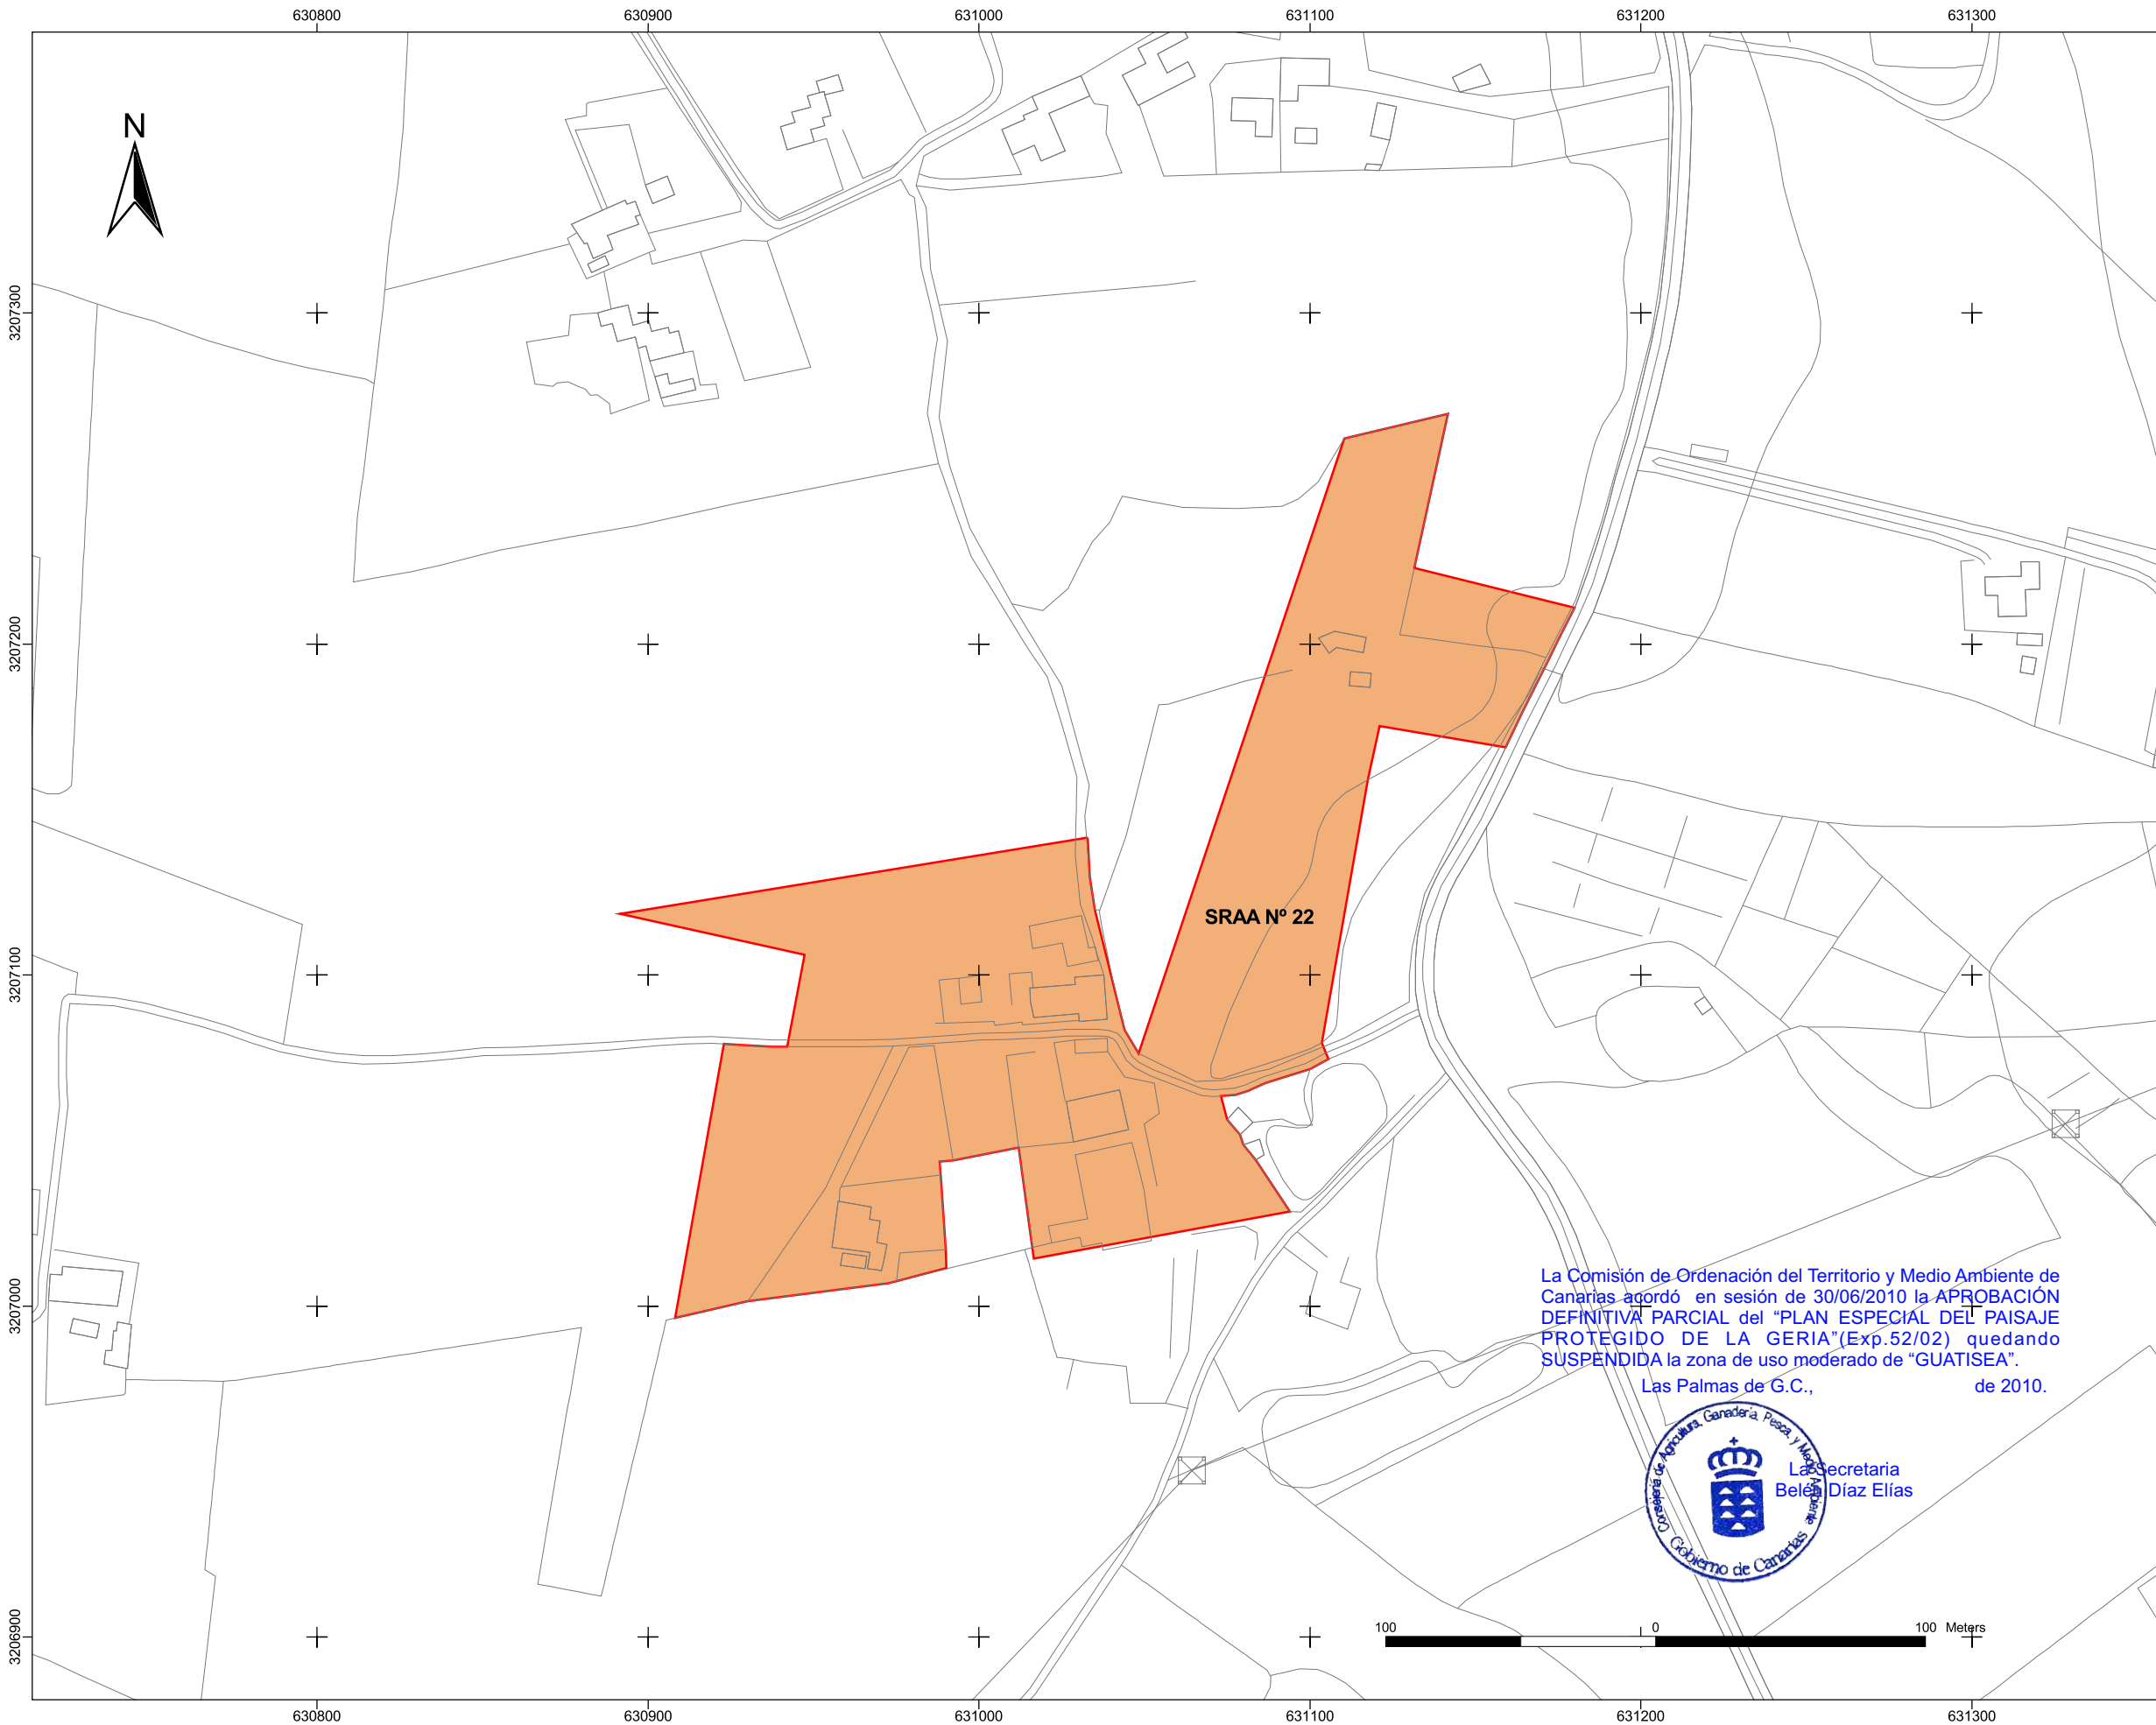 630800 630900 631000 631100 631200 631300
N
3207300
3207200
3207100
3207000
3206900
SRAA Nº 22
La Comisión de Ordenación del Territorio y Medio Ambiente de
Canarias acordó en sesión de 30/06/2010 la APROBACIÓN
DEFINITIVA PARCIAL del “PLAN ESPECIAL DEL PAISAJE
PROTEGIDO DE LA GERIA”(Exp.52/02) quedando
SUSPENDIDA la zona de uso moderado de “GUATISEA”.
Las Palmas de G.C., de 2010.
Consejería de Agricultura, Ganadería, Pesca, y Medio Ambiente
Gobierno de Canarias
La Secretaria
Belén Díaz Elías
100 0 100 Meters
630800 630900 631000 631100 631200 631300